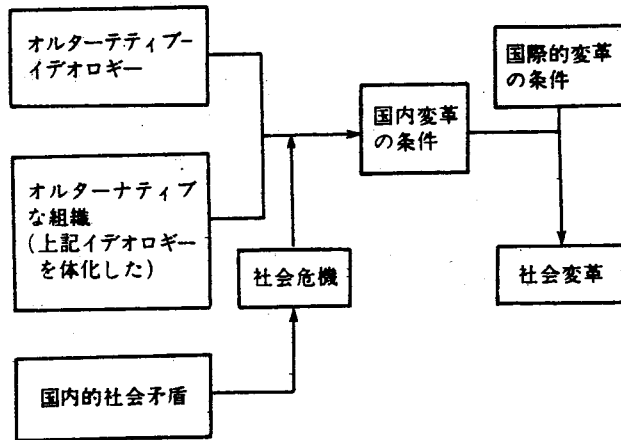 オルターテティブ-
イデオロギー
オルターナティブ
な組織
(上記イデオロギー
を体化した)
国内的社会矛盾
社会危機
国内変革
の条件
国際的変革
の条件
社会変革